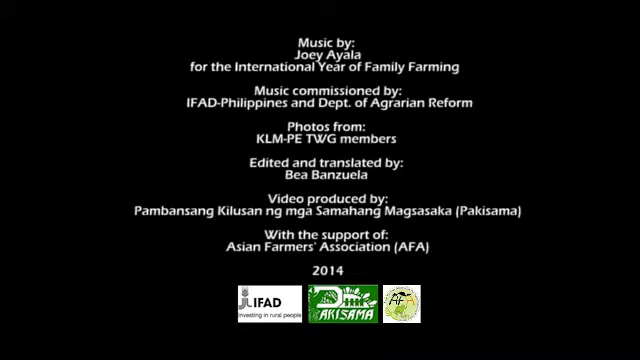 Music by:
Joey Ayala
for the International Year of Family Farming
Music commissioned by:
IFAD-Philippines and Dept. of Agrarian Reform
Photos from:
KLM-PE TWG members
Edited and translated by:
Bea Banzuela
Video produced by:
Pambansang Kilusan ng mga Samahang Magsasaka (Pakisama)
With the support of:
Asian Farmers' Association (AFA)
2014
IFAD
Investing in rural people
PAKISAMA
AFA